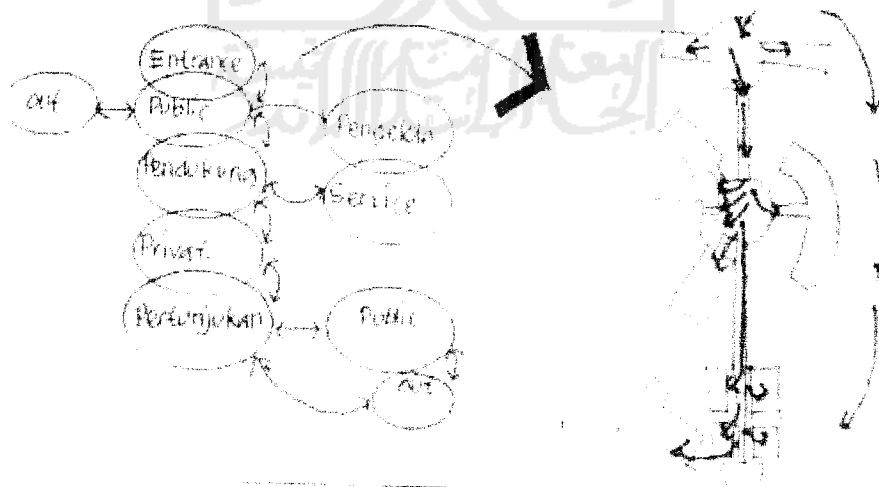 Entrance
out
Public
Pengelola
Pendukung
Service
Privat
Pertunjukan
Public
out